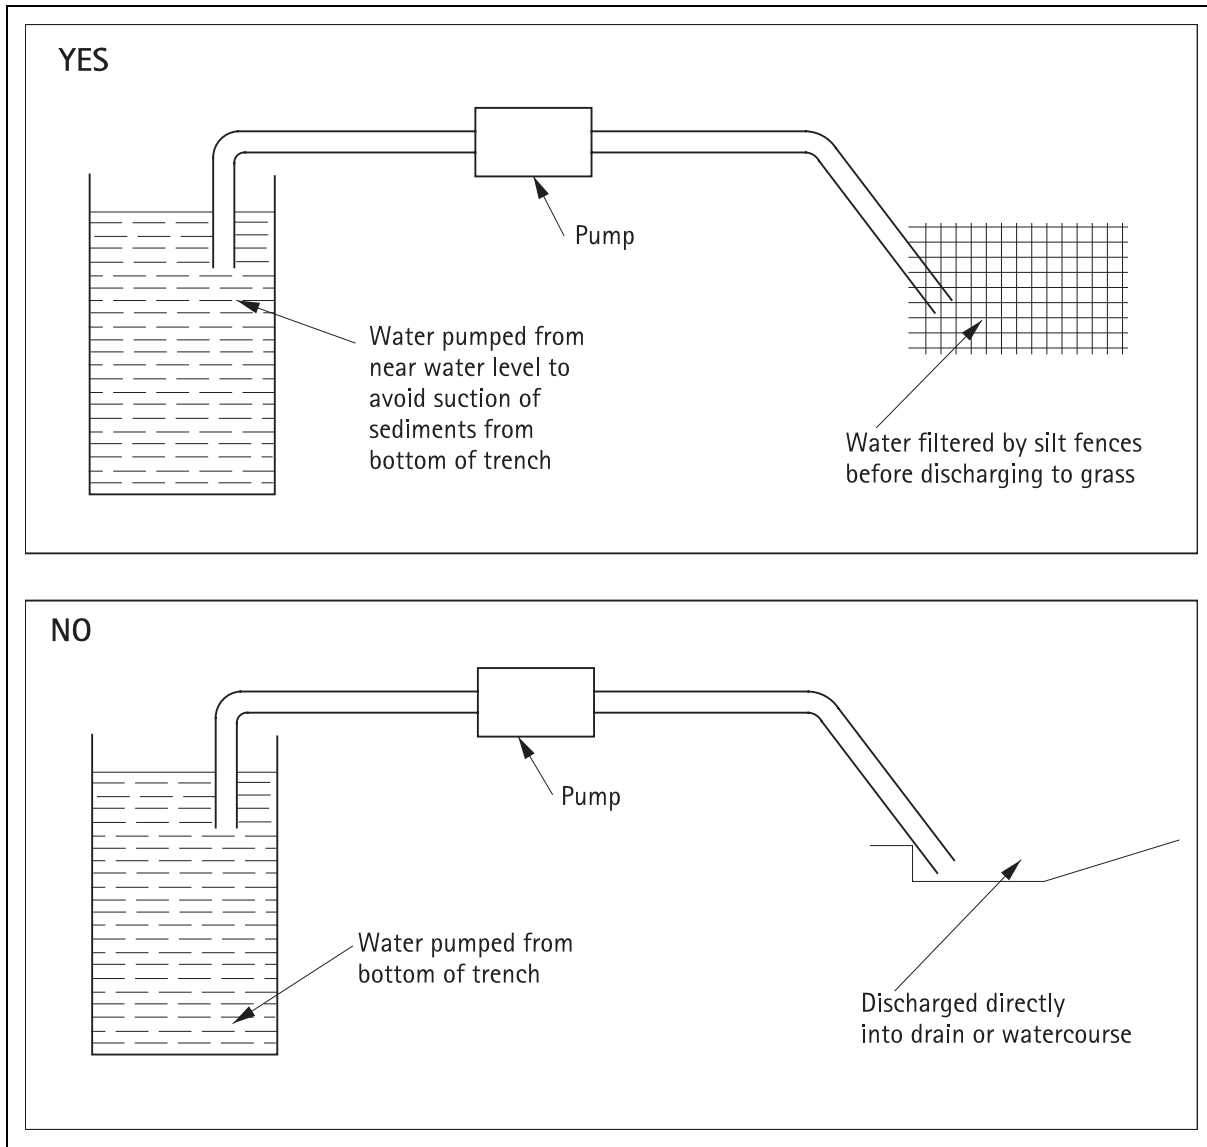 YES
Pump
Water pumped from
near water level to
avoid suction of
sediments from
bottom of trench
Water filtered by silt fences
before discharging to grass
NO
Pump
Water pumped from
bottom of trench
Discharged directly
into drain or watercourse